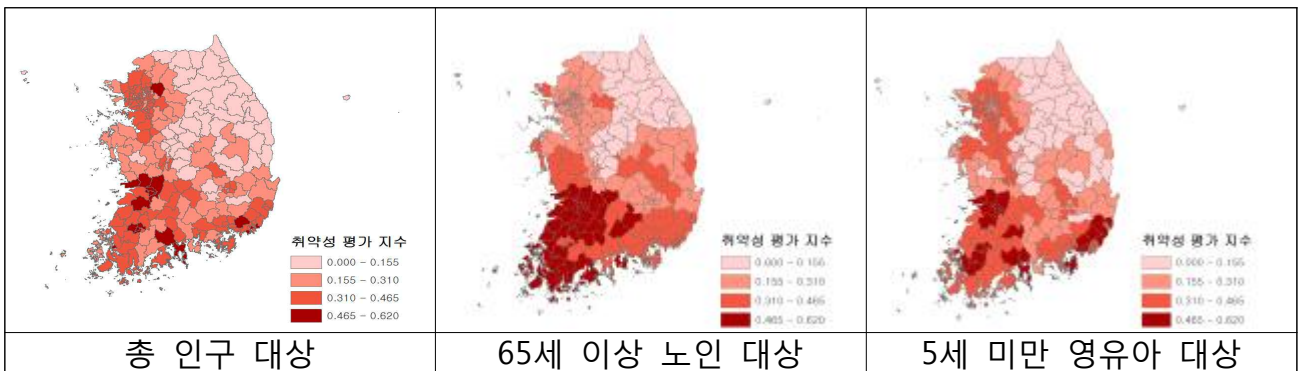 취약성 평가 지수
0.000 - 0.155
0.155 - 0.310
0.310 - 0.465
0.465 - 0.620
총 인구 대상
취약성 평가 지수
0.000 - 0.155
0.155 - 0.310
0.310 - 0.465
0.465 - 0.620
65세 이상 노인 대상
취약성 평가 지수
0.000 - 0.155
0.155 - 0.310
0.310 - 0.465
0.465 - 0.620
5세 미만 영유아 대상